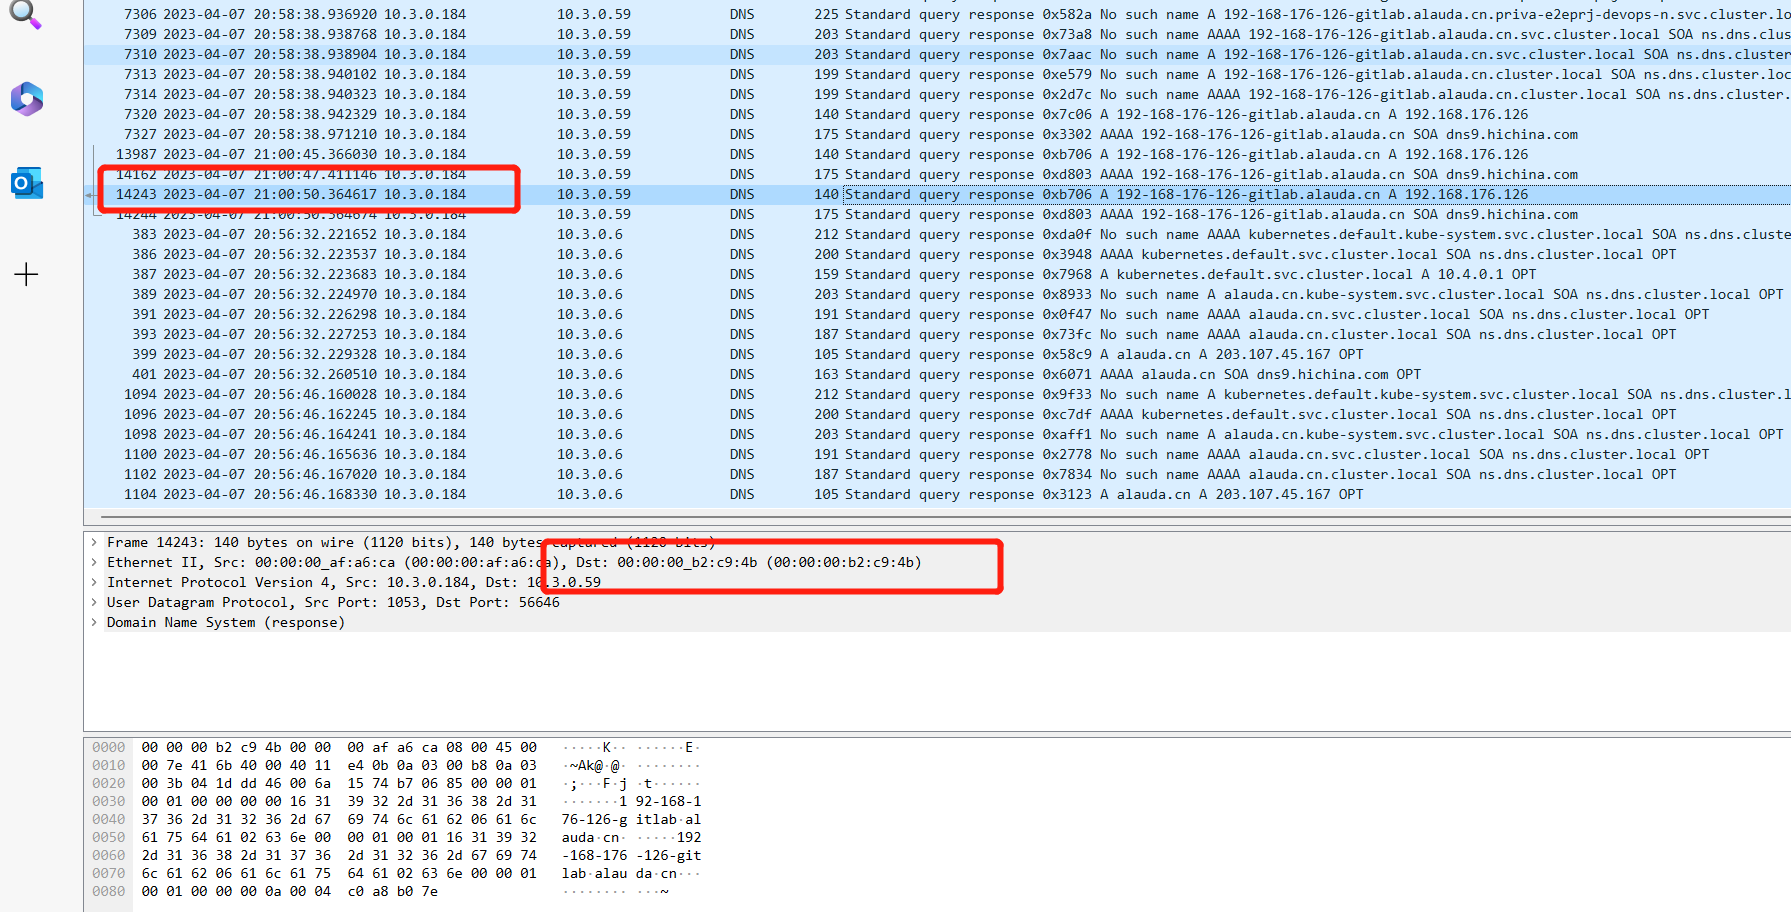 7306 2023-04-07 20:58:38.936920 10.3.0.184 10.3.0.59 DNS 225 Standard query response 0x582a No such name A 192-168-176-126-gitlab.alauda.cn.priva-e2eprj-devops-n.svc.cluster.lo
7309 2023-04-07 20:58:38.938768 10.3.0.184 10.3.0.59 DNS 203 Standard query response 0x73a8 No such name AAAA 192-168-176-126-gitlab.alauda.cn.svc.cluster.local SOA ns.dns.clus
7310 2023-04-07 20:58:38.938904 10.3.0.184 10.3.0.59 DNS 203 Standard query response 0x7aac No such name A 192-168-176-126-gitlab.alauda.cn.svc.cluster.local SOA ns.dns.cluster
7313 2023-04-07 20:58:38.940102 10.3.0.184 10.3.0.59 DNS 199 Standard query response 0xe579 No such name A 192-168-176-126-gitlab.alauda.cn.cluster.local SOA ns.dns.cluster.loc
7314 2023-04-07 20:58:38.940323 10.3.0.184 10.3.0.59 DNS 199 Standard query response 0x2d7c No such name AAAA 192-168-176-126-gitlab.alauda.cn.cluster.local SOA ns.dns.cluster.
7320 2023-04-07 20:58:38.942329 10.3.0.184 10.3.0.59 DNS 140 Standard query response 0x7c06 A 192-168-176-126-gitlab.alauda.cn A 192.168.176.126
7327 2023-04-07 20:58:38.971210 10.3.0.184 10.3.0.59 DNS 175 Standard query response 0x3302 AAAA 192-168-176-126-gitlab.alauda.cn SOA dns9.hichina.com
13987 2023-04-07 21:00:45.366030 10.3.0.184 10.3.0.59 DNS 140 Standard query response 0xb706 A 192-168-176-126-gitlab.alauda.cn A 192.168.176.126
14162 2023-04-07 21:00:47.411146 10.3.0.184 10.3.0.59 DNS 175 Standard query response 0xd803 AAAA 192-168-176-126-gitlab.alauda.cn SOA dns9.hichina.com
14243 2023-04-07 21:00:50.364617 10.3.0.184 10.3.0.59 DNS 140 Standard query response 0xb706 A 192-168-176-126-gitlab.alauda.cn A 192.168.176.126
14244 2023-04-07 21:00:50.364674 10.3.0.184 10.3.0.59 DNS 175 Standard query response 0xd803 AAAA 192-168-176-126-gitlab.alauda.cn SOA dns9.hichina.com
383 2023-04-07 20:56:32.221652 10.3.0.184 10.3.0.6 DNS 212 Standard query response 0xda0f No such name AAAA kubernetes.default.kube-system.svc.cluster.local SOA ns.dns.cluste
386 2023-04-07 20:56:32.223537 10.3.0.184 10.3.0.6 DNS 200 Standard query response 0x3948 AAAA kubernetes.default.svc.cluster.local SOA ns.dns.cluster.local OPT
387 2023-04-07 20:56:32.223683 10.3.0.184 10.3.0.6 DNS 159 Standard query response 0x7968 A kubernetes.default.svc.cluster.local A 10.4.0.1 OPT
389 2023-04-07 20:56:32.224970 10.3.0.184 10.3.0.6 DNS 203 Standard query response 0x8933 No such name A alauda.cn.kube-system.svc.cluster.local SOA ns.dns.cluster.local OPT
391 2023-04-07 20:56:32.226298 10.3.0.184 10.3.0.6 DNS 191 Standard query response 0x0f47 No such name AAAA alauda.cn.svc.cluster.local SOA ns.dns.cluster.local OPT
393 2023-04-07 20:56:32.227253 10.3.0.184 10.3.0.6 DNS 187 Standard query response 0x73fc No such name AAAA alauda.cn.cluster.local SOA ns.dns.cluster.local OPT
399 2023-04-07 20:56:32.229328 10.3.0.184 10.3.0.6 DNS 105 Standard query response 0x58c9 A alauda.cn A 203.107.45.167 OPT
401 2023-04-07 20:56:32.260510 10.3.0.184 10.3.0.6 DNS 163 Standard query response 0x6071 AAAA alauda.cn SOA dns9.hichina.com OPT
1094 2023-04-07 20:56:46.160028 10.3.0.184 10.3.0.6 DNS 212 Standard query response 0x9f33 No such name A kubernetes.default.kube-system.svc.cluster.local SOA ns.dns.cluster.l
1096 2023-04-07 20:56:46.162245 10.3.0.184 10.3.0.6 DNS 200 Standard query response 0xc7df AAAA kubernetes.default.svc.cluster.local SOA ns.dns.cluster.local OPT
1098 2023-04-07 20:56:46.164241 10.3.0.184 10.3.0.6 DNS 203 Standard query response 0xaff1 No such name A alauda.cn.kube-system.svc.cluster.local SOA ns.dns.cluster.local OPT
1100 2023-04-07 20:56:46.165636 10.3.0.184 10.3.0.6 DNS 191 Standard query response 0x2778 No such name AAAA alauda.cn.svc.cluster.local SOA ns.dns.cluster.local OPT
1102 2023-04-07 20:56:46.167020 10.3.0.184 10.3.0.6 DNS 187 Standard query response 0x7834 No such name AAAA alauda.cn.cluster.local SOA ns.dns.cluster.local OPT
1104 2023-04-07 20:56:46.168330 10.3.0.184 10.3.0.6 DNS 105 Standard query response 0x3123 A alauda.cn A 203.107.45.167 OPT
Frame 14243: 140 bytes on wire (1120 bits), 140 bytes captured (1120 bits)
Ethernet II, Src: 00:00:00_af:a6:ca (00:00:00:af:a6:ca), Dst: 00:00:00_b2:c9:4b (00:00:00:b2:c9:4b)
Internet Protocol Version 4, Src: 10.3.0.184, Dst: 10.3.0.59
User Datagram Protocol, Src Port: 1053, Dst Port: 56646
Domain Name System (response)
0000 00 00 00 b2 c9 4b 00 00 00 af a6 ca 08 00 45 00 ·····K·· ······E·
0010 00 7e 41 6b 40 00 40 11 e4 0b 0a 03 00 b8 0a 03 ·~Ak@·@· ········
0020 00 3b 04 1d dd 46 00 6a 15 74 b7 06 85 00 00 01 ·;···F·j ·t······
0030 00 01 00 00 00 00 16 31 39 32 2d 31 36 38 2d 31 ·······1 92-168-1
0040 37 36 2d 31 32 36 2d 67 69 74 6c 61 62 06 61 6c 76-126-g itlab·al
0050 61 75 64 61 02 63 6e 00 00 01 00 01 16 31 39 32 auda·cn· ·····192
0060 2d 31 36 38 2d 31 37 36 2d 31 32 36 2d 67 69 74 -168-176 -126-git
0070 6c 61 62 06 61 6c 61 75 64 61 02 63 6e 00 00 01 lab·alau da·cn···
0080 00 01 00 00 00 0a 00 04 c0 a8 b0 7e ········ ···~